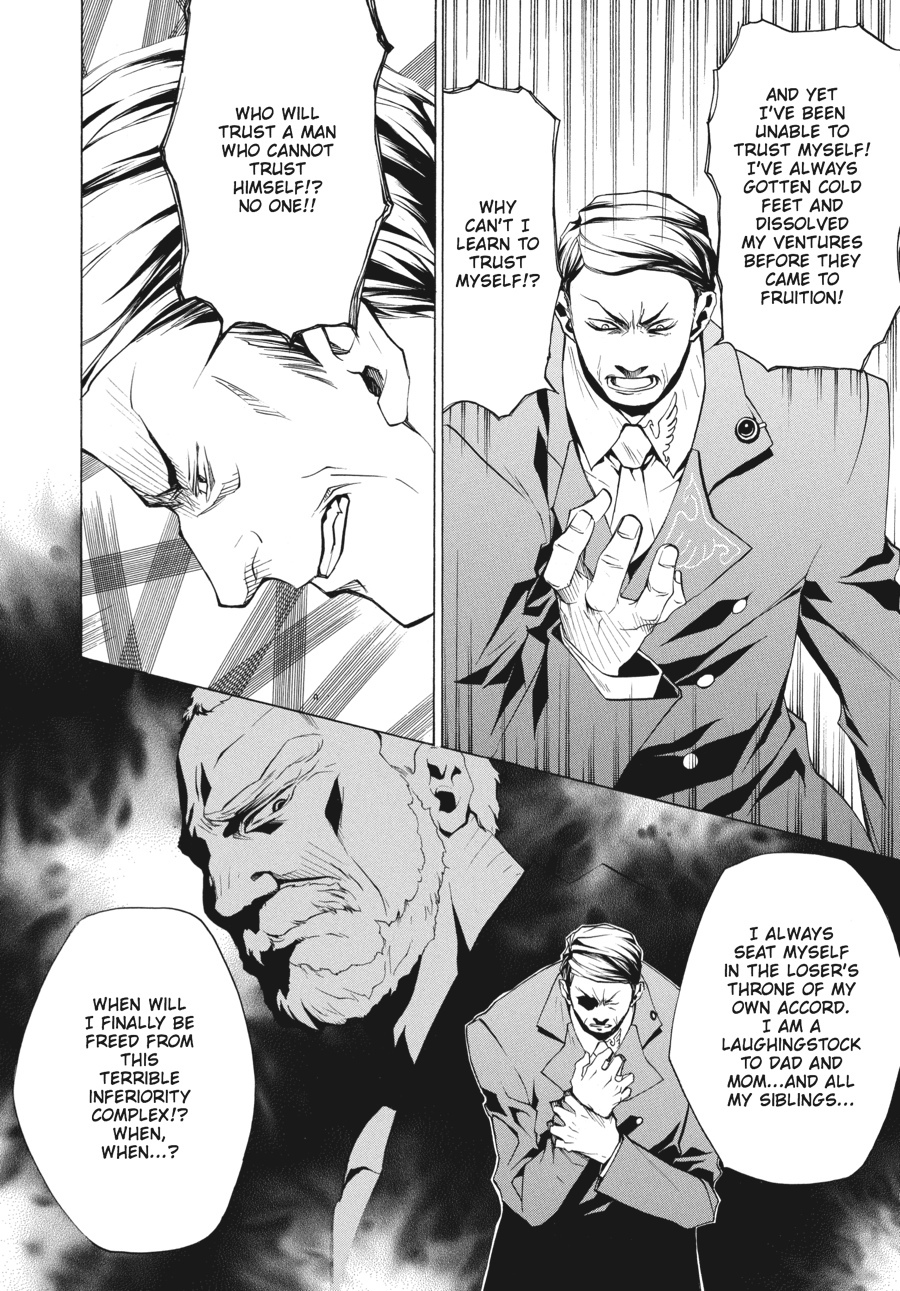 AND YET
I'VE BEEN
UNABLE TO
TRUST MYSELF!
I'VE ALWAYS
GOTTEN COLD
FEET AND
DISSOLVED
MY VENTURES
BEFORE THEY
CAME TO
FRUITION!
WHY
CAN'T I
LEARN TO
TRUST
MYSELF!?
WHO WILL
TRUST A MAN
WHO CANNOT
TRUST
HIMSELF!?
NO ONE!!
I ALWAYS
SEAT MYSELF
IN THE LOSER'S
THRONE OF MY
OWN ACCORD.
I AM A
LAUGHINGSTOCK
TO DAD AND
MOM...AND ALL
MY SIBLINGS...
WHEN WILL
I FINALLY BE
FREED FROM
THIS
TERRIBLE
INFERIORITY
COMPLEX!?
WHEN,
WHEN...?